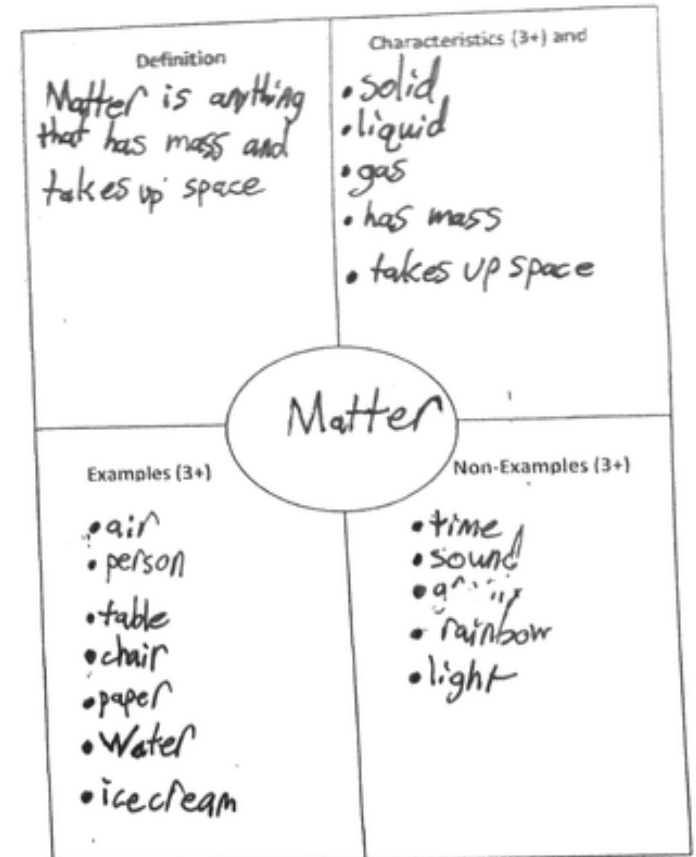 Definition
Matter is anything
that has mass and
takes up space
Characteristics (3+) and
• solid
• liquid
• gas
• has mass
• takes up space
Matter
Examples (3+)
• air
• person
• table
• chair
• paper
• Water
• icecream
Non-Examples (3+)
• time
• sound
•
• rainbow
• light